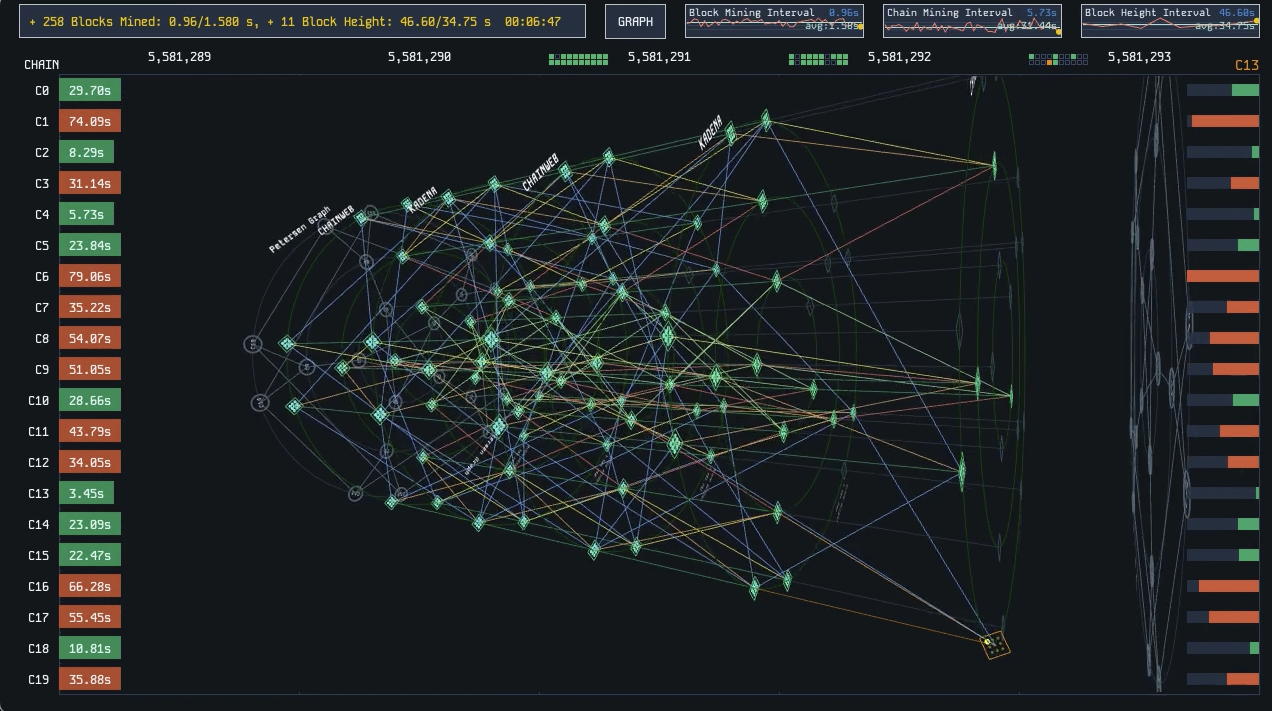 + 258 Blocks Mined: 0.96/1.580 s, + 11 Block Height: 46.60/34.75 s 00:06:47
GRAPH
Block Mining Interval 0.96s
avg:1.58s
Chain Mining Interval 5.73s
avg:31.44s
Block Height Interval 46.60s
avg:34.75s
CHAIN 5,581,289 5,581,290 5,581,291 5,581,292 5,581,293 C13
C0 29.70s
C1 74.09s
C2 8.29s
C3 31.14s
C4 5.73s
C5 23.84s
C6 79.06s
C7 35.22s
C8 54.07s
C9 51.05s
C10 28.66s
C11 43.79s
C12 34.05s
C13 3.45s
C14 23.09s
C15 22.47s
C16 66.28s
C17 55.45s
C18 10.81s
C19 35.88s
Petersen Graph
CHAINWEB
KADENA
CHAINWEB
KADENA